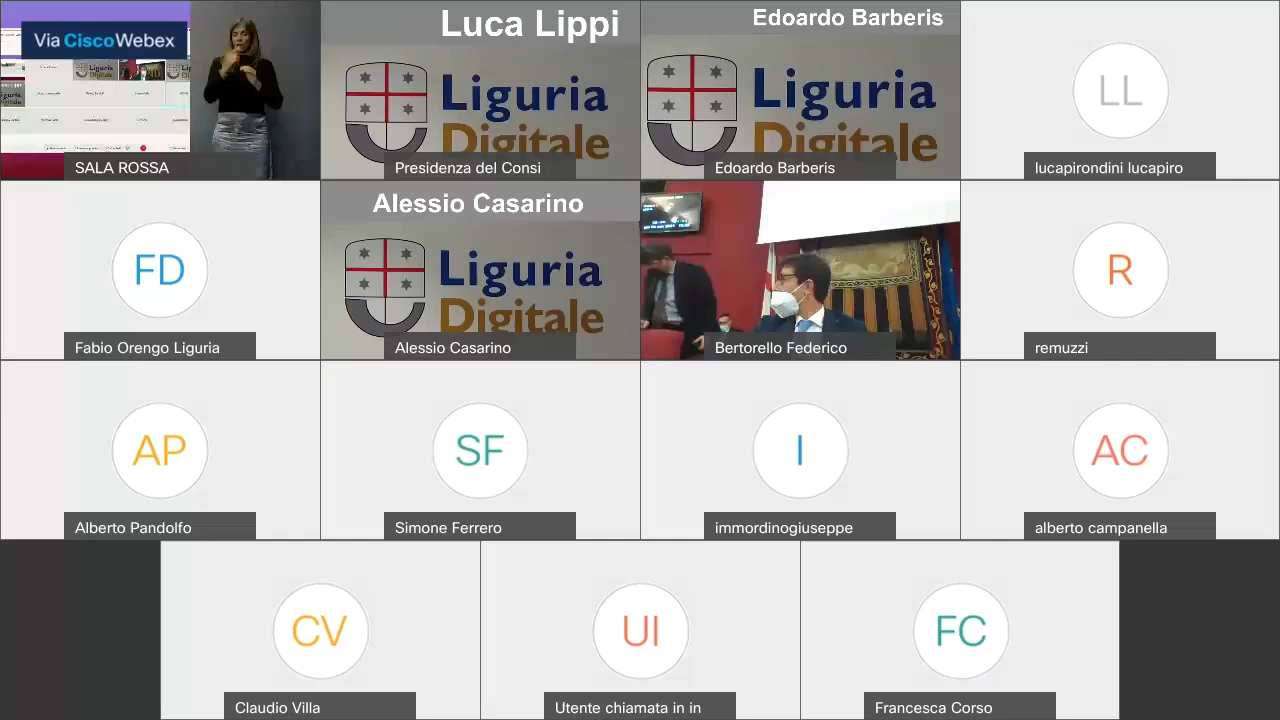 Via CiscoWebex
SALA ROSSA
Luca Lippi
Liguria
Digitale
Presidenza del Consi
Edoardo Barberis
Liguria
Digitale
Edoardo Barberis
LL
lucapirondini lucapiro
FD
Fabio Orengo Liguria
Alessio Casarino
Liguria
Digitale
Alessio Casarino
Bertorello Federico
R
remuzzi
AP
Alberto Pandolfo
SF
Simone Ferrero
I
immordinogiuseppe
AC
alberto campanella
CV
Claudio Villa
UI
Utente chiamata in in
FC
Francesca Corso